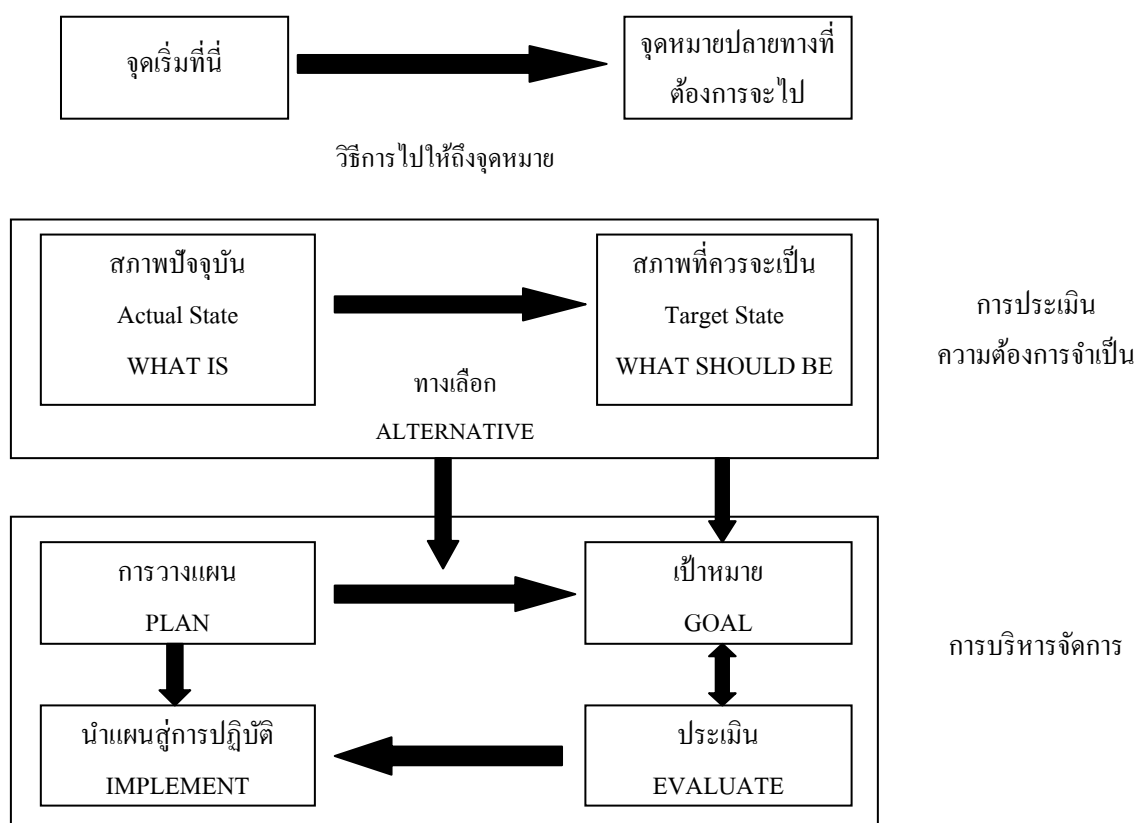 จุดเริ่มที่นี่
จุดหมายปลายทางที่
ต้องการจะไป
วิธีการไปให้ถึงจุดหมาย
สภาพปัจจุบัน
Actual State
WHAT IS
สภาพที่ควรจะเป็น
Target State
WHAT SHOULD BE
ทางเลือก
ALTERNATIVE
การประเมิน
ความต้องการจำเป็น
การวางแผน
PLAN
เป้าหมาย
GOAL
การบริหารจัดการ
นำแผนสู่การปฏิบัติ
IMPLEMENT
ประเมิน
EVALUATE